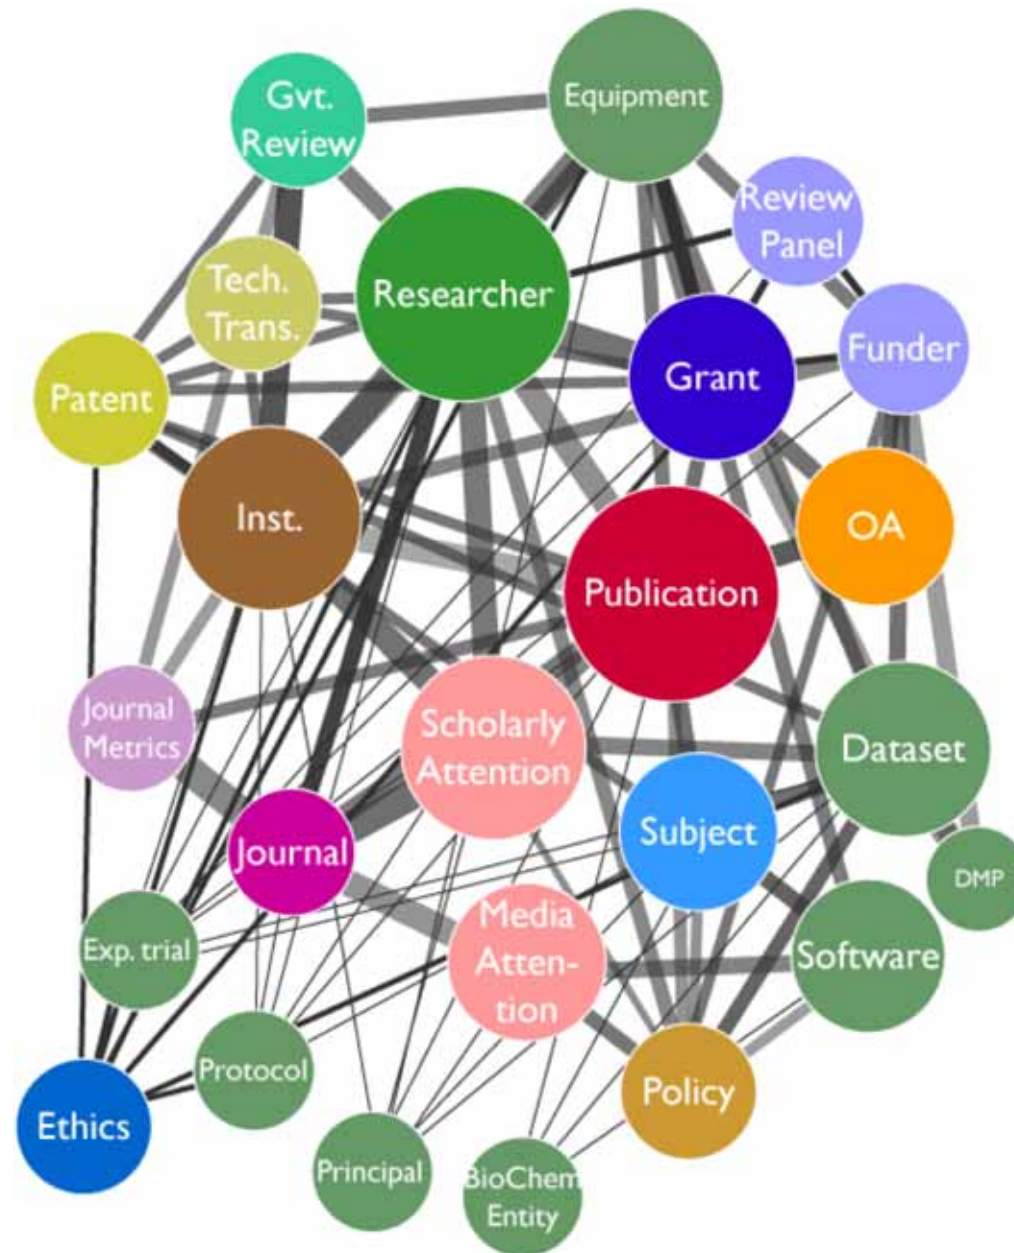 Gvt.
Review
Equipment
Review
Panel
Tech.
Trans.
Researcher
Patent
Grant
Funder
Inst.
Publication
OA
Journal
Metrics
Scholarly
Attention
Dataset
Subject
Journal
DMP
Media
Atten-
tion
Exp. trial
Software
Protocol
Policy
Ethics
Principal
BioChem
Entity